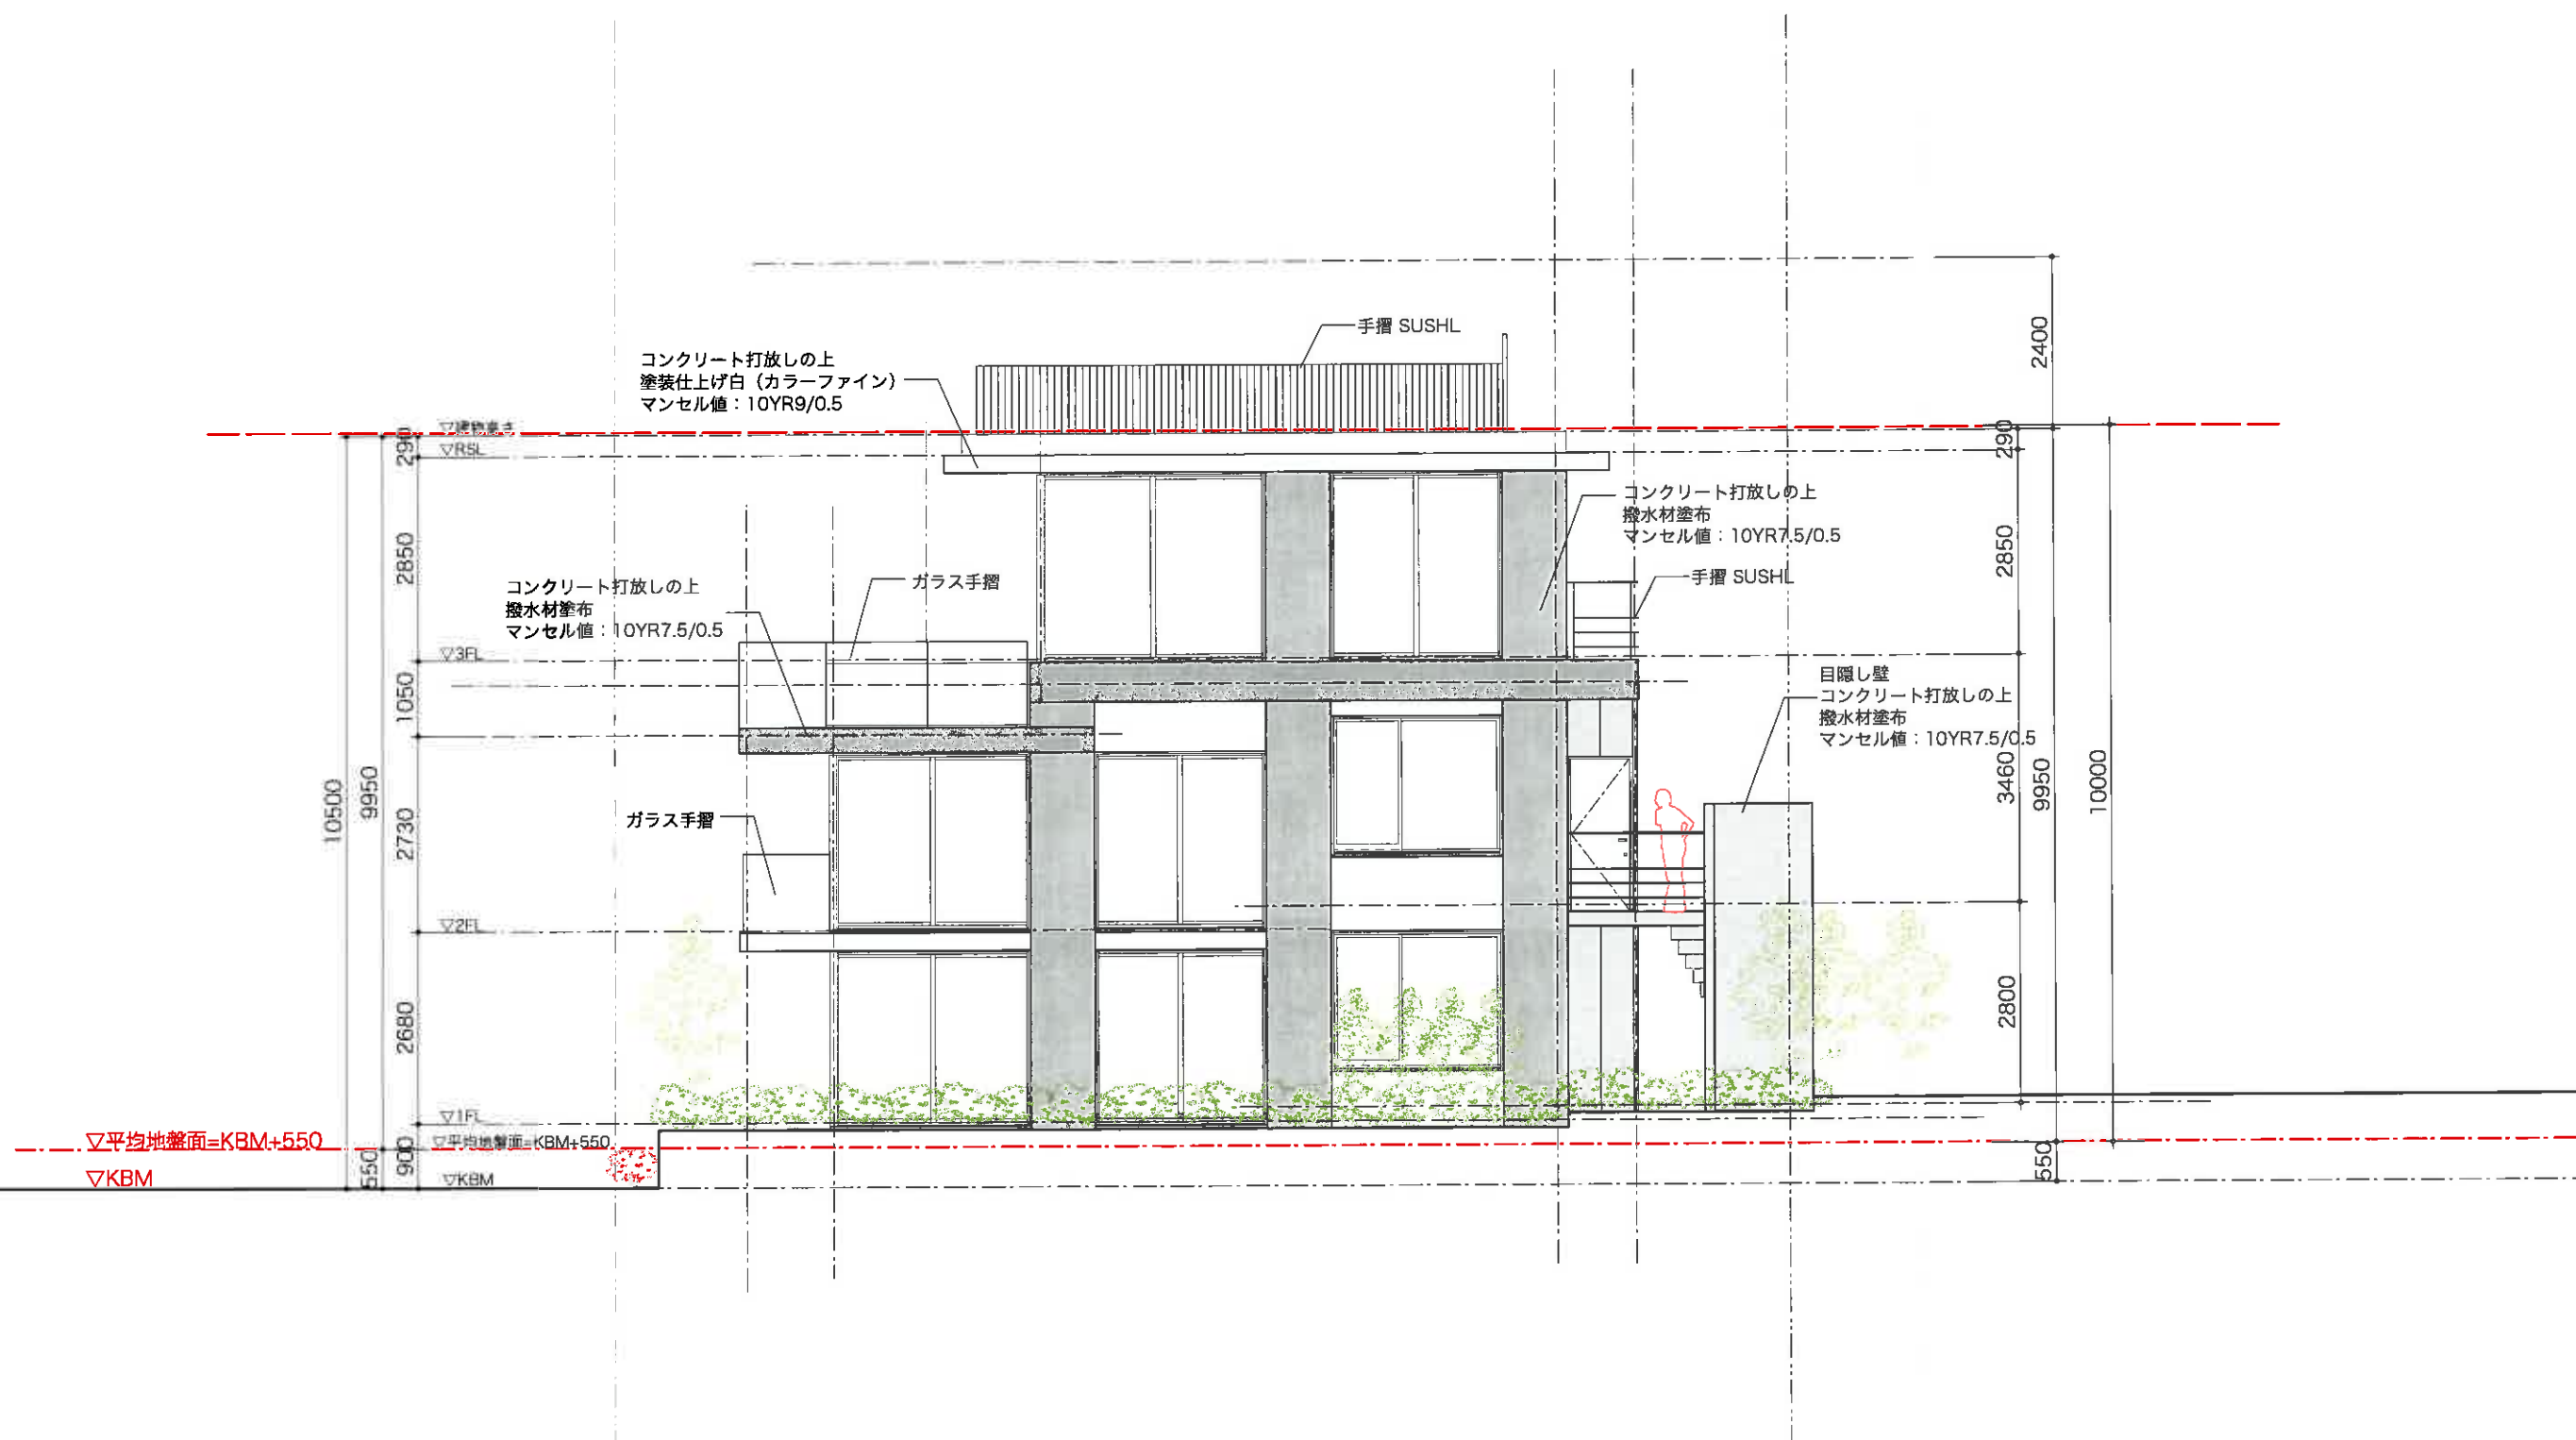 手摺 SUSHL
コンクリート打放しの上
塗装仕上げ白（カラーファイン）
マンセル値：10YR9/0.5
▽建物高さ
▽RSL
コンクリート打放しの上
撥水材塗布
マンセル値：10YR7.5/0.5
手摺 SUSHL
ガラス手摺
コンクリート打放しの上
撥水材塗布
マンセル値：10YR7.5/0.5
▽3FL
目隠し壁
コンクリート打放しの上
撥水材塗布
マンセル値：10YR7.5/0.5
ガラス手摺
▽2FL
▽1FL
▽平均地盤面=KBM+550
▽平均地盤面=KBM+550
▽KBM
▽KBM
10500
9950
550
290
2850
1050
2730
2680
900
2400
290
2850
3460
2800
9950
550
10000